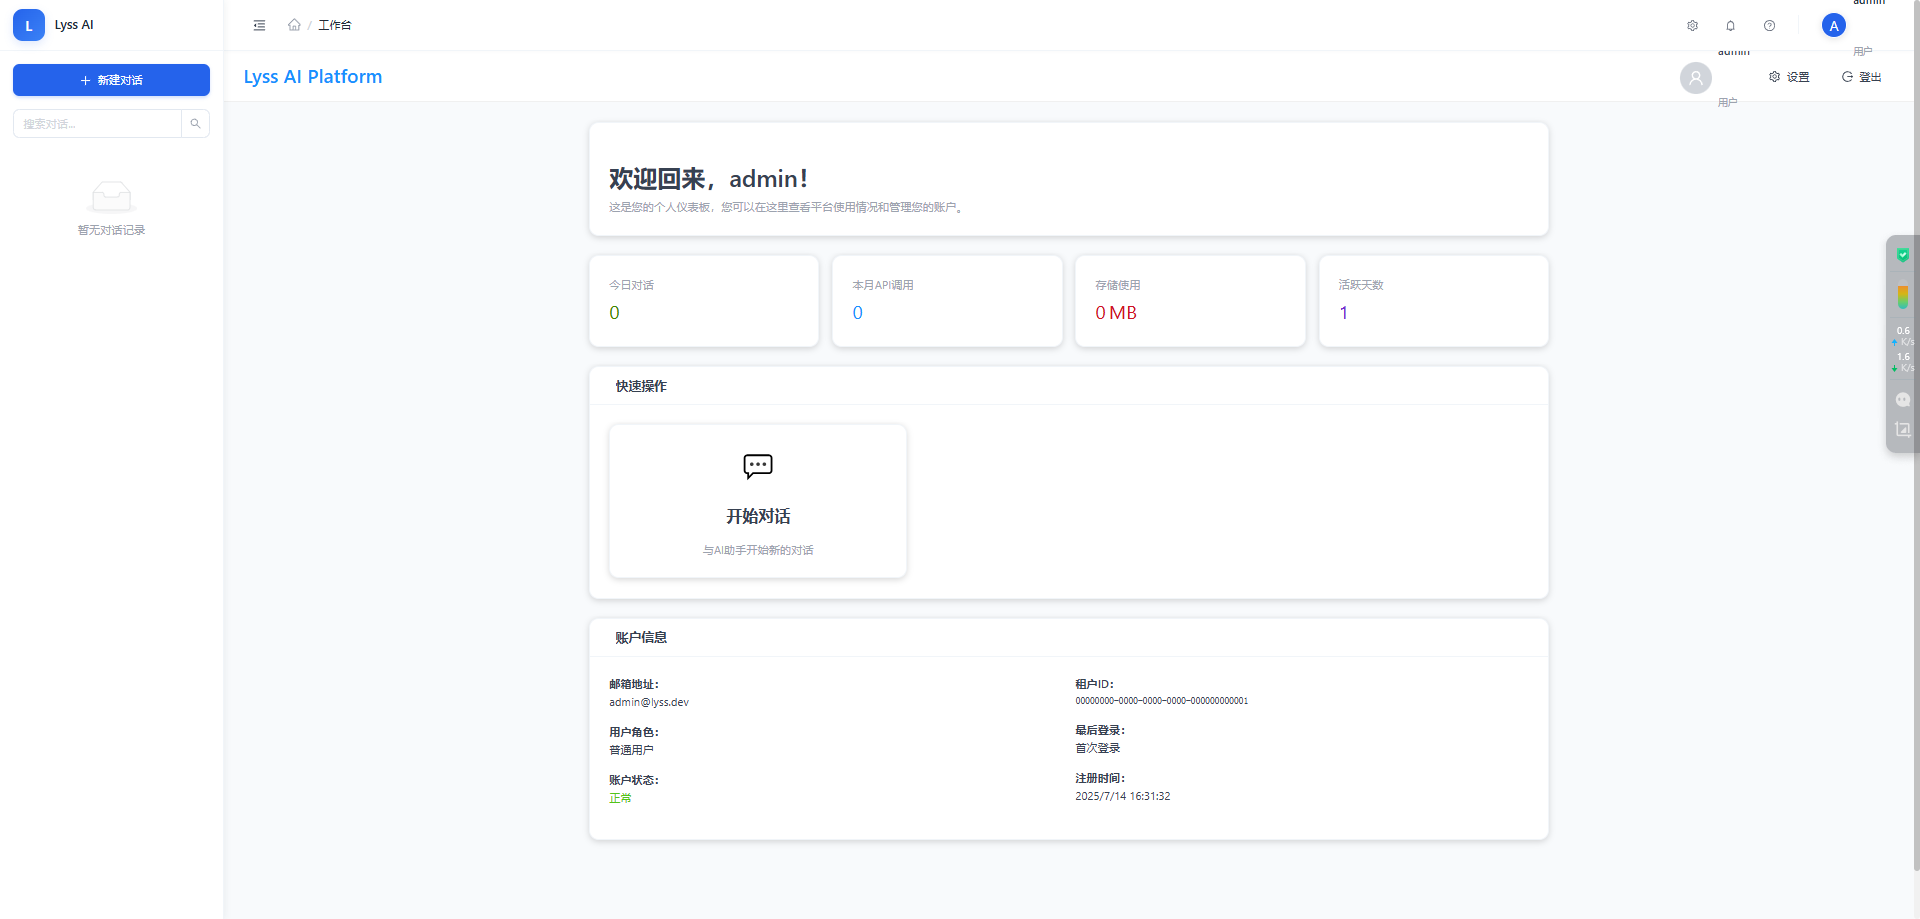 L
Lyss AI
+ 新建对话
搜索对话...
暂无对话记录
/ 工作台
A
admin
用户
Lyss AI Platform
admin
用户
设置
登出
欢迎回来，admin！
这是您的个人仪表板，您可以在这里查看平台使用情况和管理您的账户。
今日对话
0
本月API调用
0
存储使用
0 MB
活跃天数
1
快速操作
开始对话
与AI助手开始新的对话
账户信息
邮箱地址：
admin@lyss.dev
用户角色：
普通用户
账户状态：
正常
租户ID：
00000000-0000-0000-0000-000000000001
最后登录：
首次登录
注册时间：
2025/7/14 16:31:32
0.6
K/s
1.6
K/s